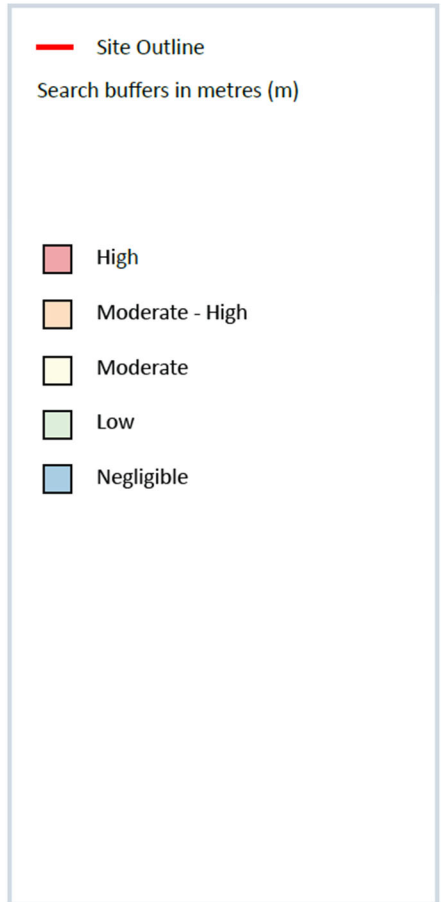 Site Outline
Search buffers in metres (m)
High
Moderate - High
Moderate
Low
Negligible